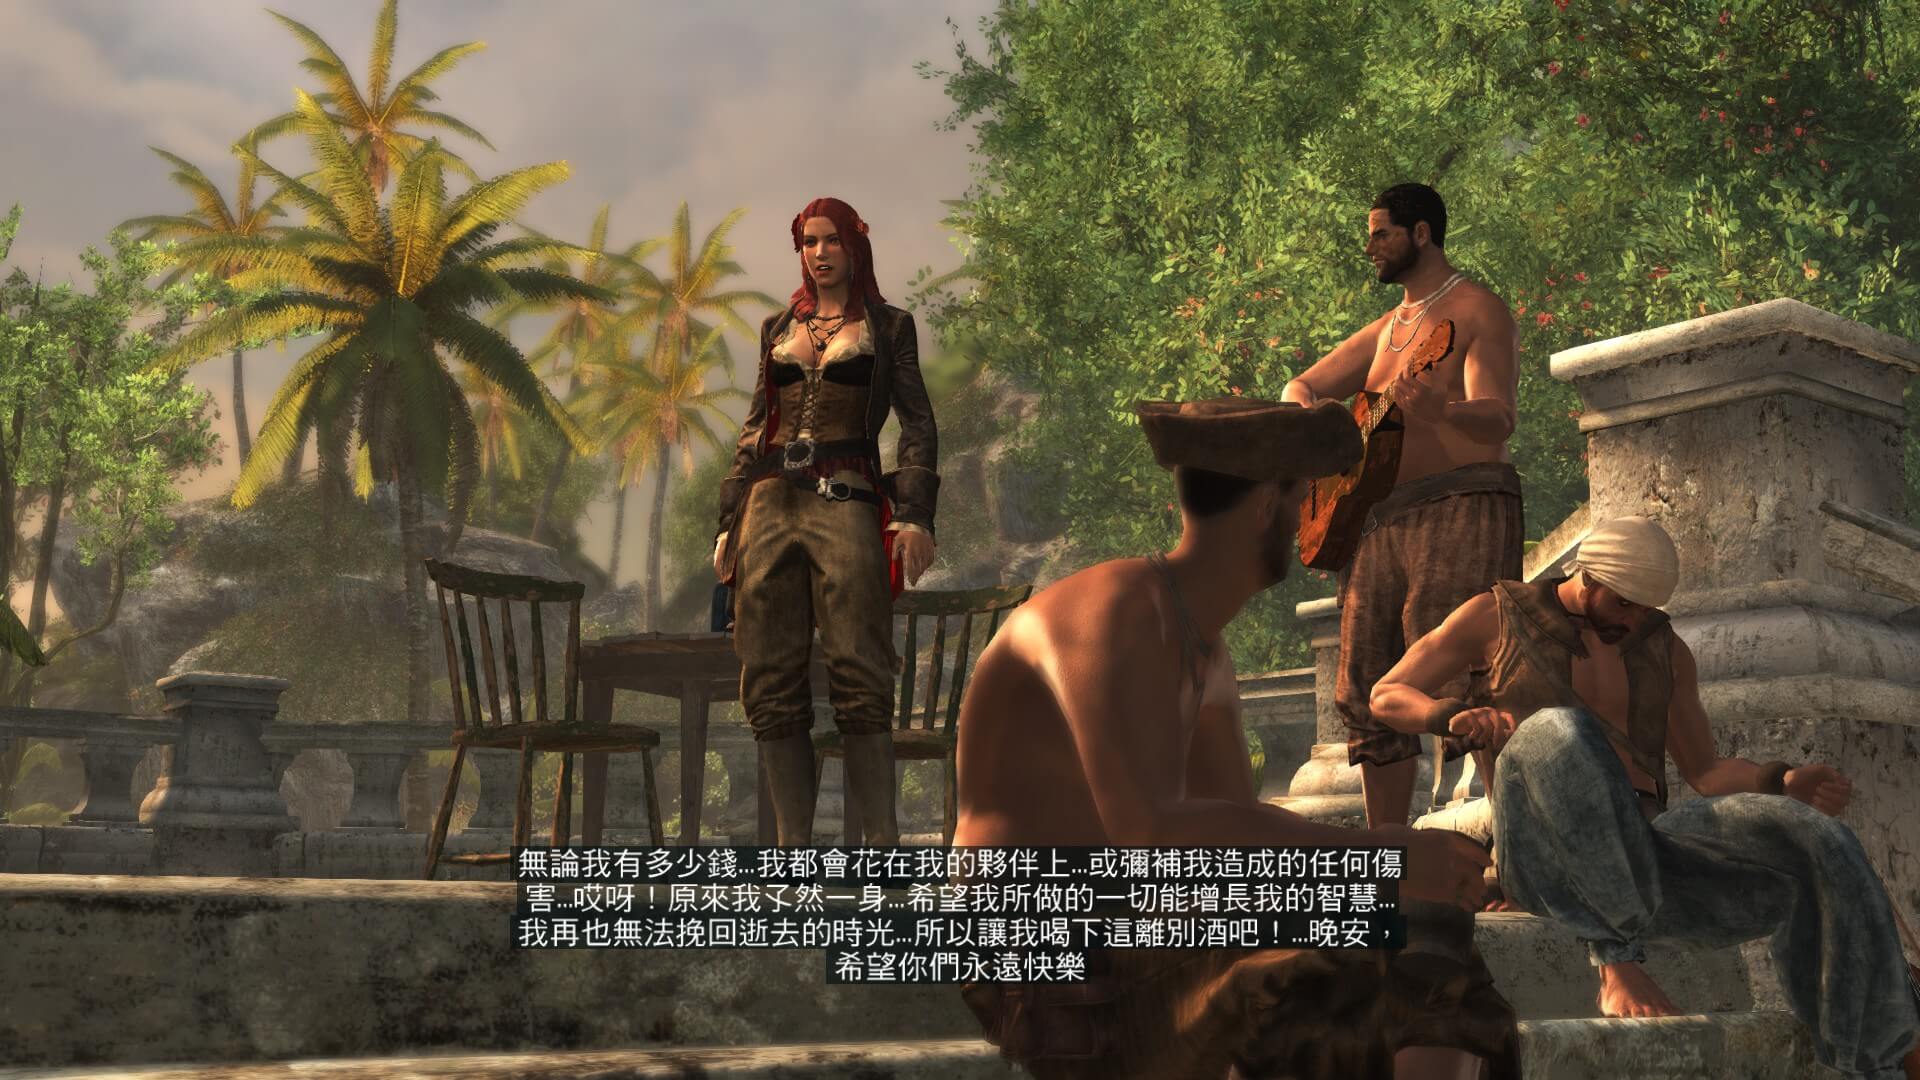 無論我有多少錢...我都會花在我的夥伴上...或彌補我造成的任何傷
害...哎呀！原來我孑然一身...希望我所做的一切能增長我的智慧...
我再也無法挽回逝去的時光...所以讓我喝下這離別酒吧！...晚安，
希望你們永遠快樂